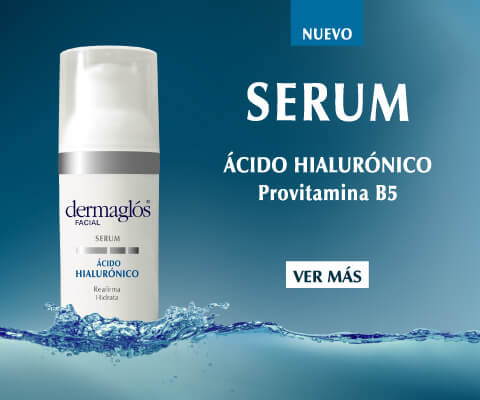 NUEVO
SERUM
ÁCIDO HIALURÓNICO
Provitamina B5
VER MÁS
dermaglós®
FACIAL
SERUM
ÁCIDO
HIALURÓNICO
Reafirma
Hidrata